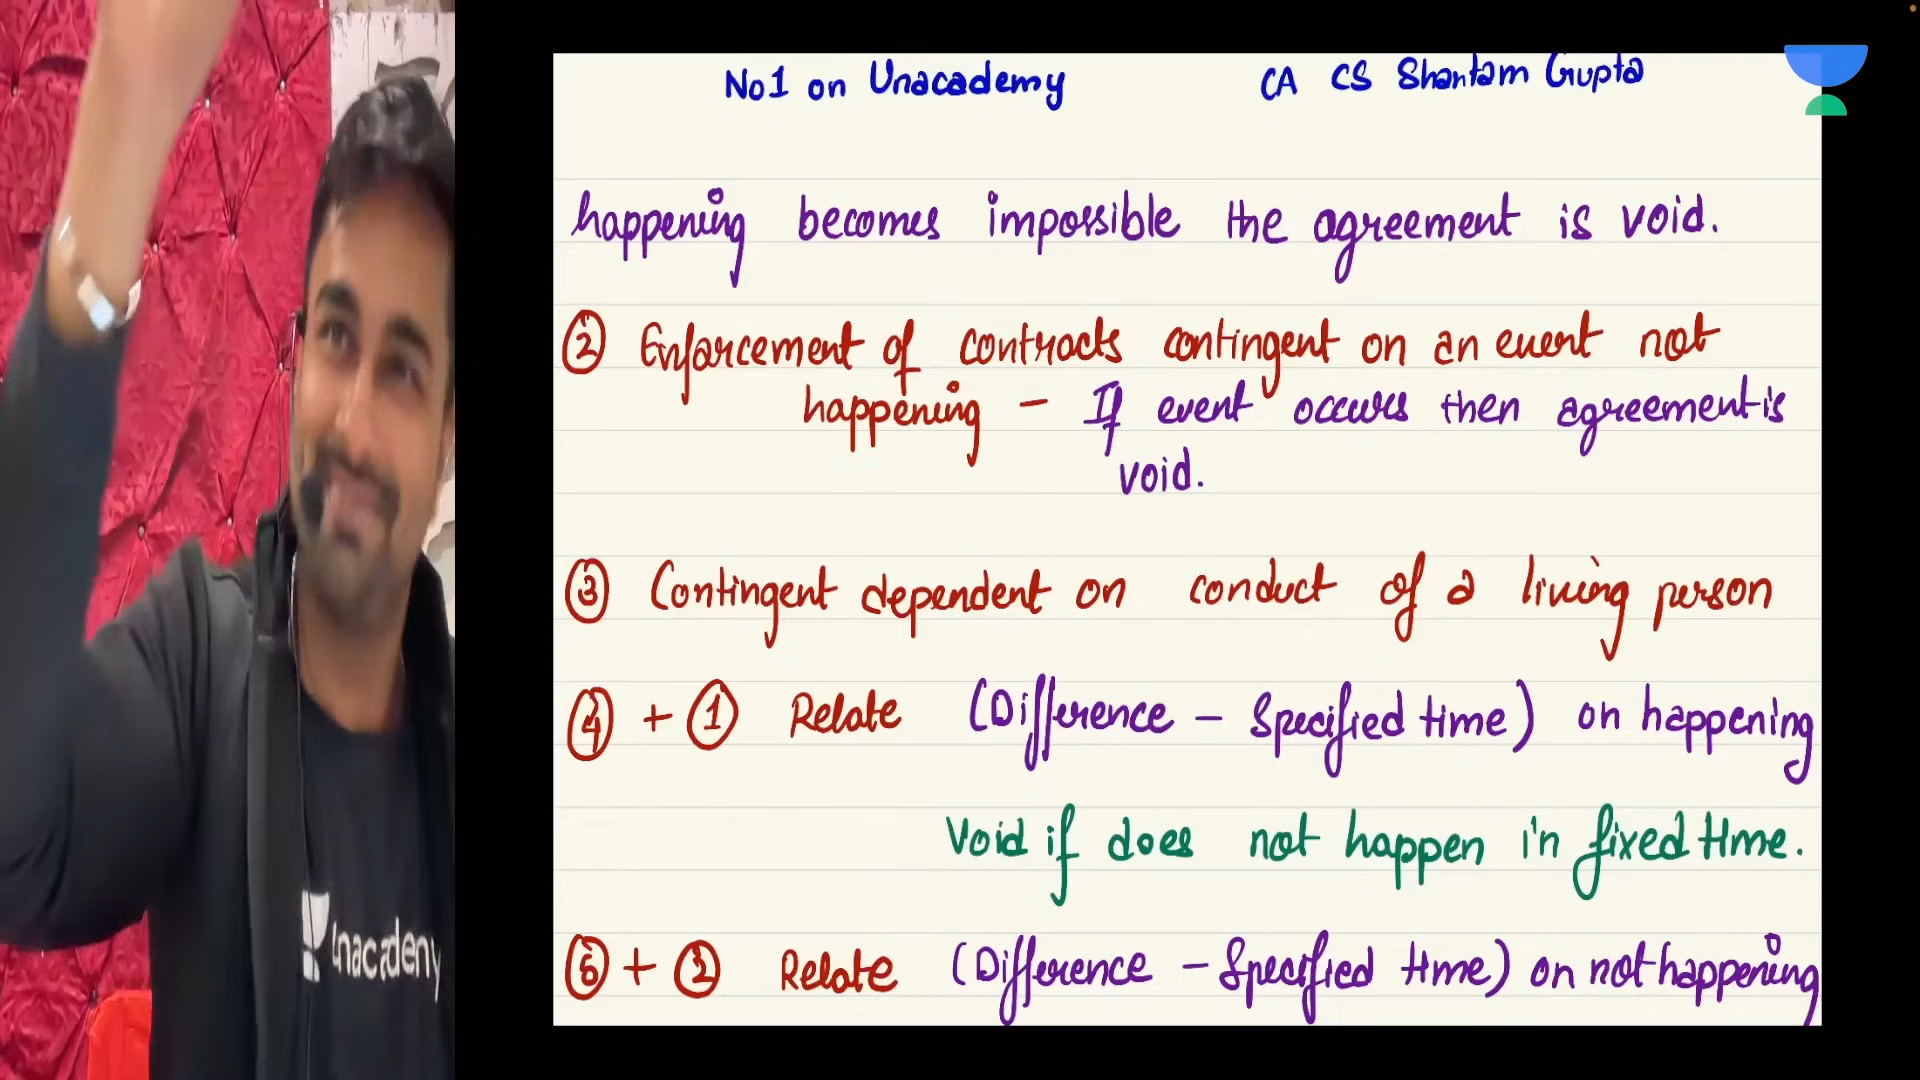 No1 on Unacademy CA CS Shantam Gupta
happening becomes impossible the agreement is void.
② Enforcement of contracts contingent on an event not
happening - If event occurs then agreement is
void.
③ Contingent dependent on conduct of a living person
④ + ① Relate (Difference - Specified time) on happening
Void if does not happen in fixed time.
⑤ + ② Relate (Difference - Specified time) on not happening
unacademy